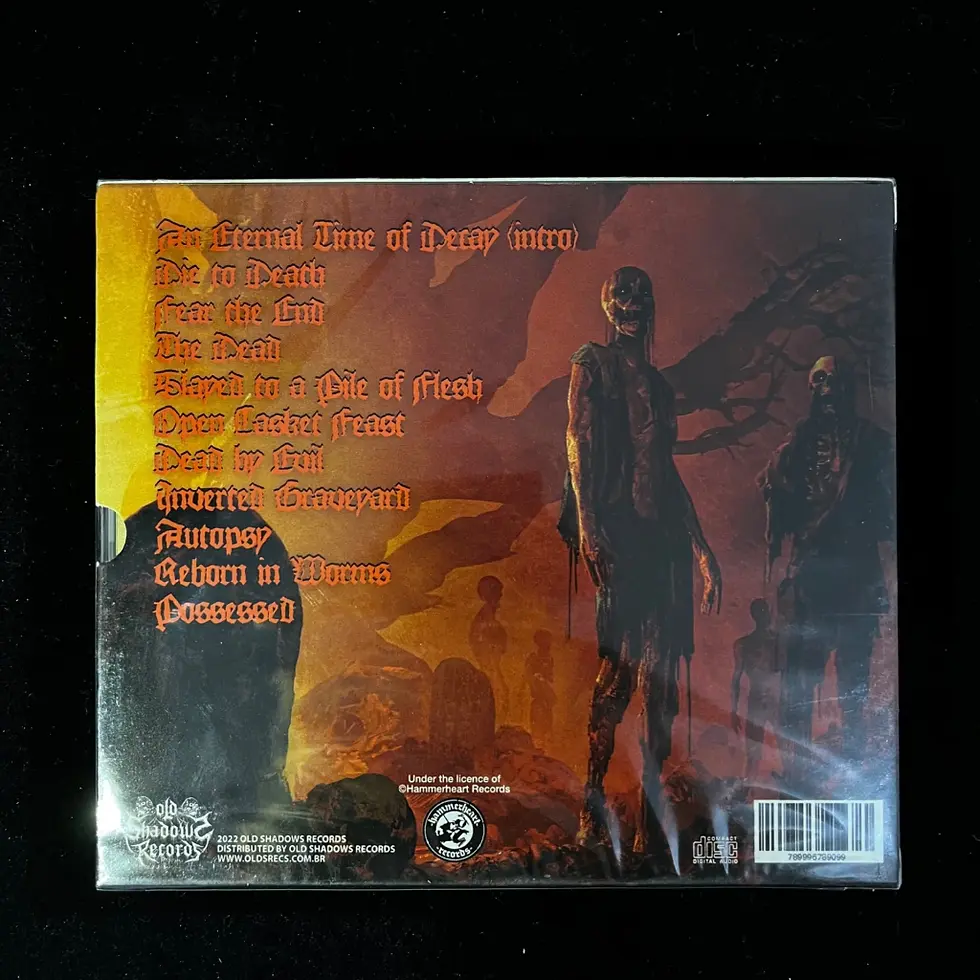 An Eternal Time of Decay (intro)
Die to Death
Fear the End
The Dead
Slayed to a Pile of Flesh
Open Casket Feast
Dead by Evil
Inverted Graveyard
Autopsy
Reborn in Worms
Possessed
Under the licence of
©Hammerheart Records
old
Shadows
Records
2022 OLD SHADOWS RECORDS
DISTRIBUTED BY OLD SHADOWS RECORDS
WWW.OLDSRECS.COM.BR
hammerheart
records
COMPACT
disc
DIGITAL AUDIO